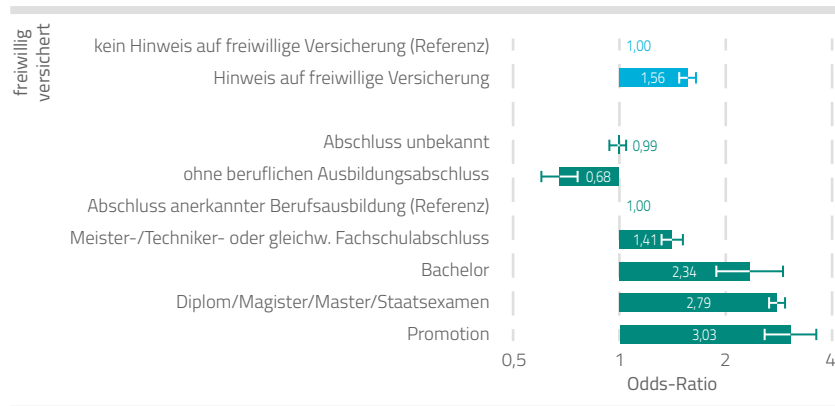 freiwillig
versichert
kein Hinweis auf freiwillige Versicherung (Referenz) 1,00
Hinweis auf freiwillige Versicherung 1,56
Abschluss unbekannt 0,99
ohne beruflichen Ausbildungsabschluss 0,68
Abschluss anerkannter Berufsausbildung (Referenz) 1,00
Meister-/Techniker- oder gleichw. Fachschulabschluss 1,41
Bachelor 2,34
Diplom/Magister/Master/Staatsexamen 2,79
Promotion 3,03
0,5 1 2 4
Odds-Ratio